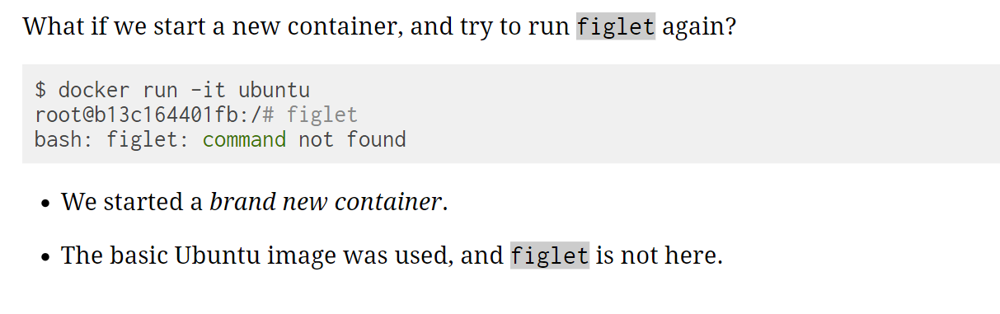 What if we start a new container, and try to run figlet again?
$ docker run -it ubuntu
root@b13c164401fb:/# figlet
bash: figlet: command not found
• We started a brand new container.
• The basic Ubuntu image was used, and figlet is not here.